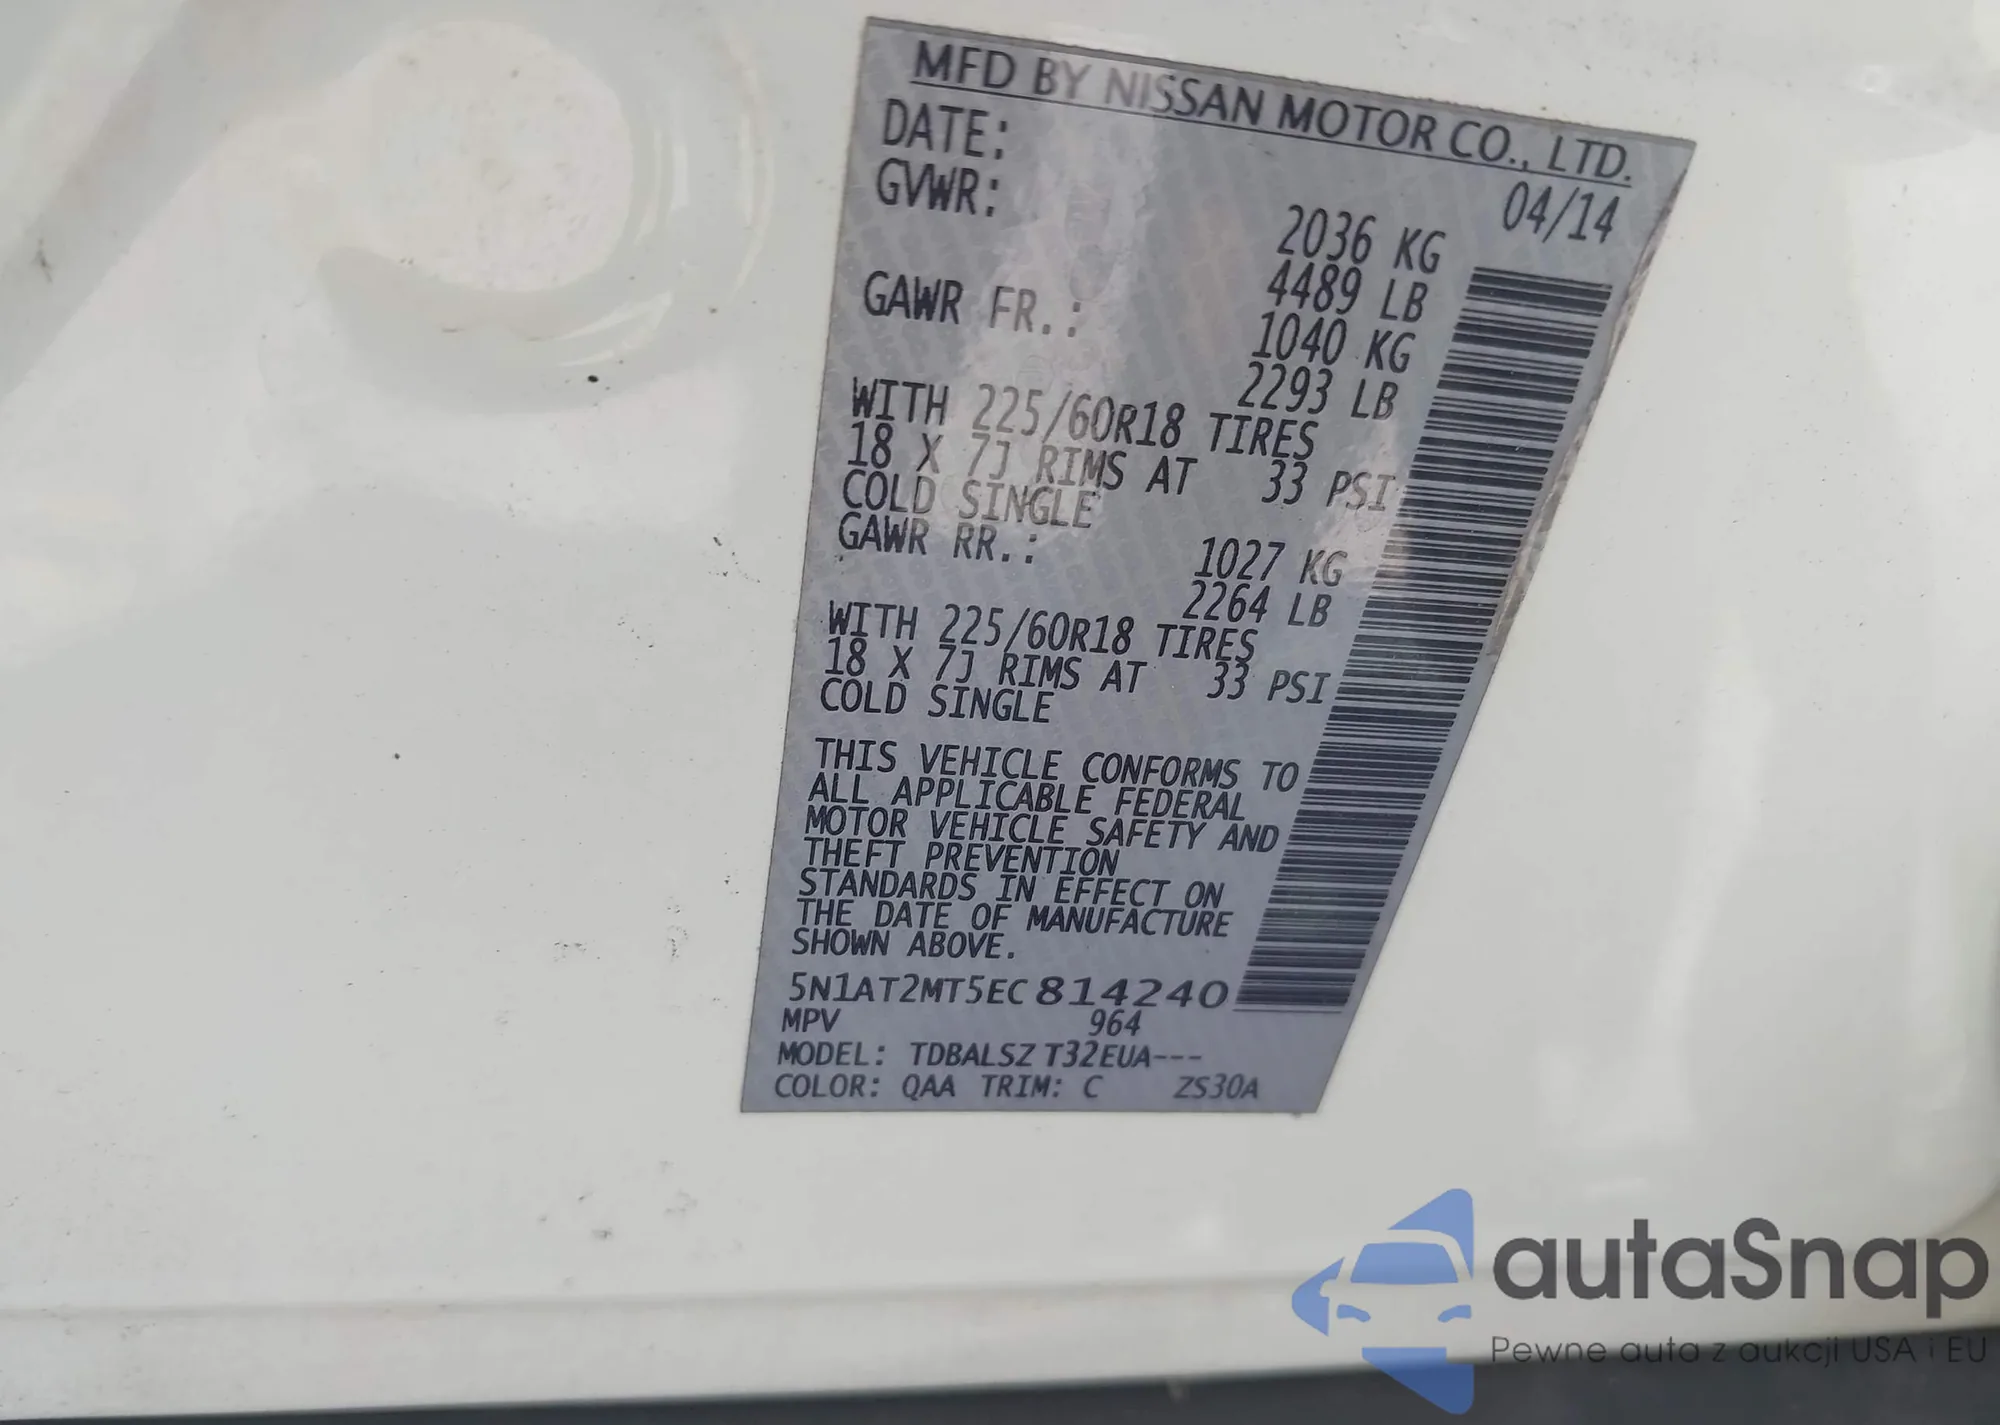 MFD BY NISSAN MOTOR CO., LTD.
DATE: 04/14
GVWR: 2036 KG
4489 LB
GAWR FR.: 1040 KG
2293 LB
WITH 225/60R18 TIRES
18 X 7J RIMS AT 33 PSI
COLD SINGLE
GAWR RR.: 1027 KG
2264 LB
WITH 225/60R18 TIRES
18 X 7J RIMS AT 33 PSI
COLD SINGLE
THIS VEHICLE CONFORMS TO
ALL APPLICABLE FEDERAL
MOTOR VEHICLE SAFETY AND
THEFT PREVENTION
STANDARDS IN EFFECT ON
THE DATE OF MANUFACTURE
SHOWN ABOVE.
5N1AT2MT5EC814240
MPV 964
MODEL: TDBALSZ T32EUA---
COLOR: QAA TRIM: C ZS30A
autaSnap
Pewne auta z aukcji USA i EU